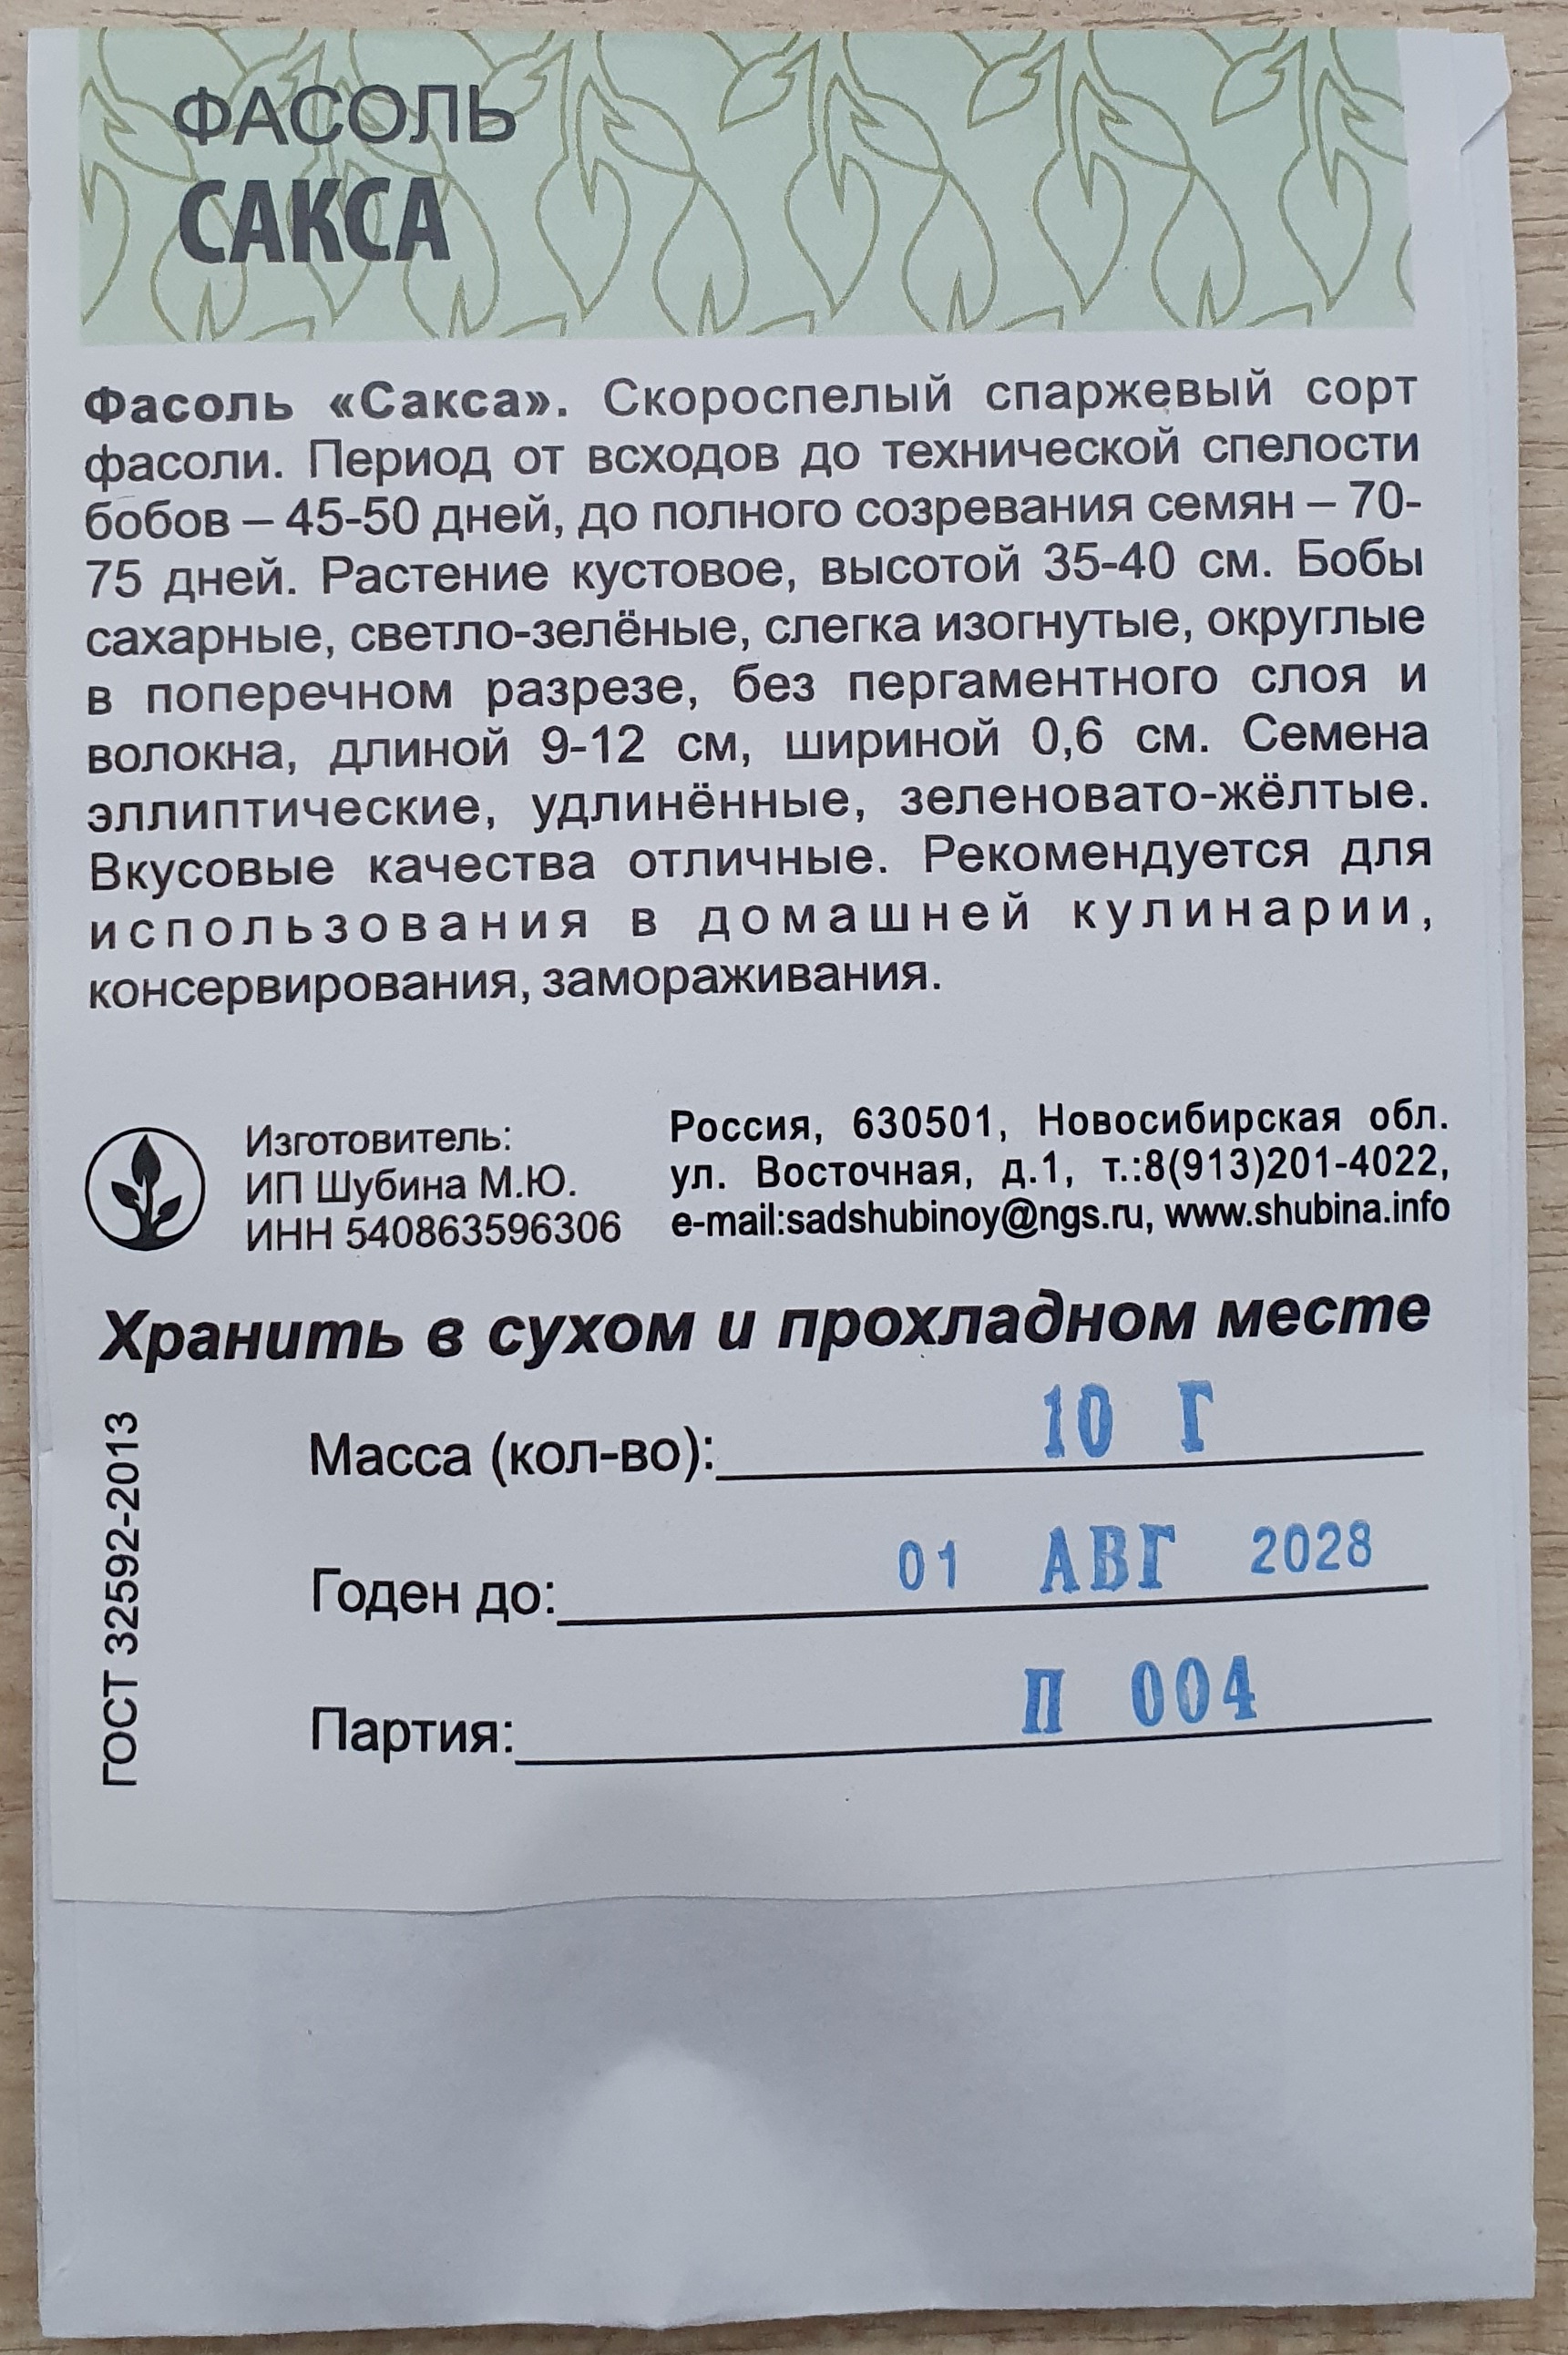 ФАСОЛЬ
САКСА
Фасоль «Сакса». Скороспелый спаржевый сорт
фасоли. Период от всходов до технической спелости
бобов – 45-50 дней, до полного созревания семян – 70-
75 дней. Растение кустовое, высотой 35-40 см. Бобы
сахарные, светло-зелёные, слегка изогнутые, округлые
в поперечном разрезе, без пергаментного слоя и
волокна, длиной 9-12 см, шириной 0,6 см. Семена
эллиптические, удлинённые, зеленовато-жёлтые.
Вкусовые качества отличные. Рекомендуется для
использования в домашней кулинарии,
консервирования, замораживания.
Изготовитель:
ИП Шубина М.Ю.
ИНН 540863596306
Россия, 630501, Новосибирская обл.
ул. Восточная, д.1, т.:8(913)201-4022,
e-mail:sadshubinoy@ngs.ru, www.shubina.info
Хранить в сухом и прохладном месте
ГОСТ 32592-2013
Масса (кол-во): 10 Г
Годен до: 01 АВГ 2028
Партия: П 004